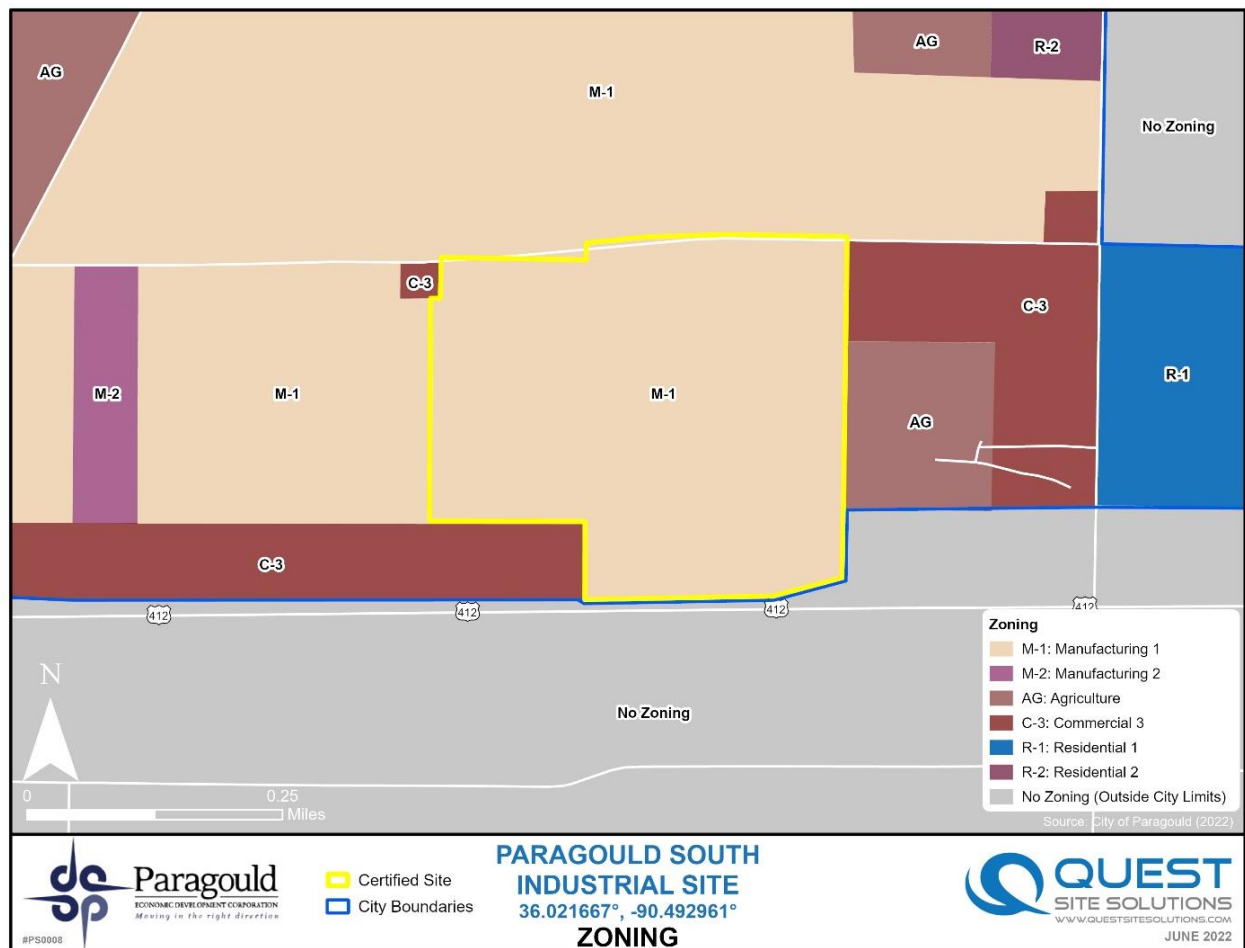 AG
R-2
AG
M-1
No Zoning
C-3
C-3
M-2
M-1
M-1
R-1
AG
C-3
412
412
412
412
Zoning
M-1: Manufacturing 1
M-2: Manufacturing 2
AG: Agriculture
C-3: Commercial 3
R-1: Residential 1
R-2: Residential 2
No Zoning (Outside City Limits)
Source: City of Paragould (2022)
No Zoning
N
0 0.25
Miles
Paragould
ECONOMIC DEVELOPMENT CORPORATION
Moving in the right direction
#PS0008
Certified Site
City Boundaries
PARAGOULD SOUTH
INDUSTRIAL SITE
36.021667°, -90.492961°
ZONING
QUEST
SITE SOLUTIONS
WWW.QUESTSITESOLUTIONS.COM
JUNE 2022